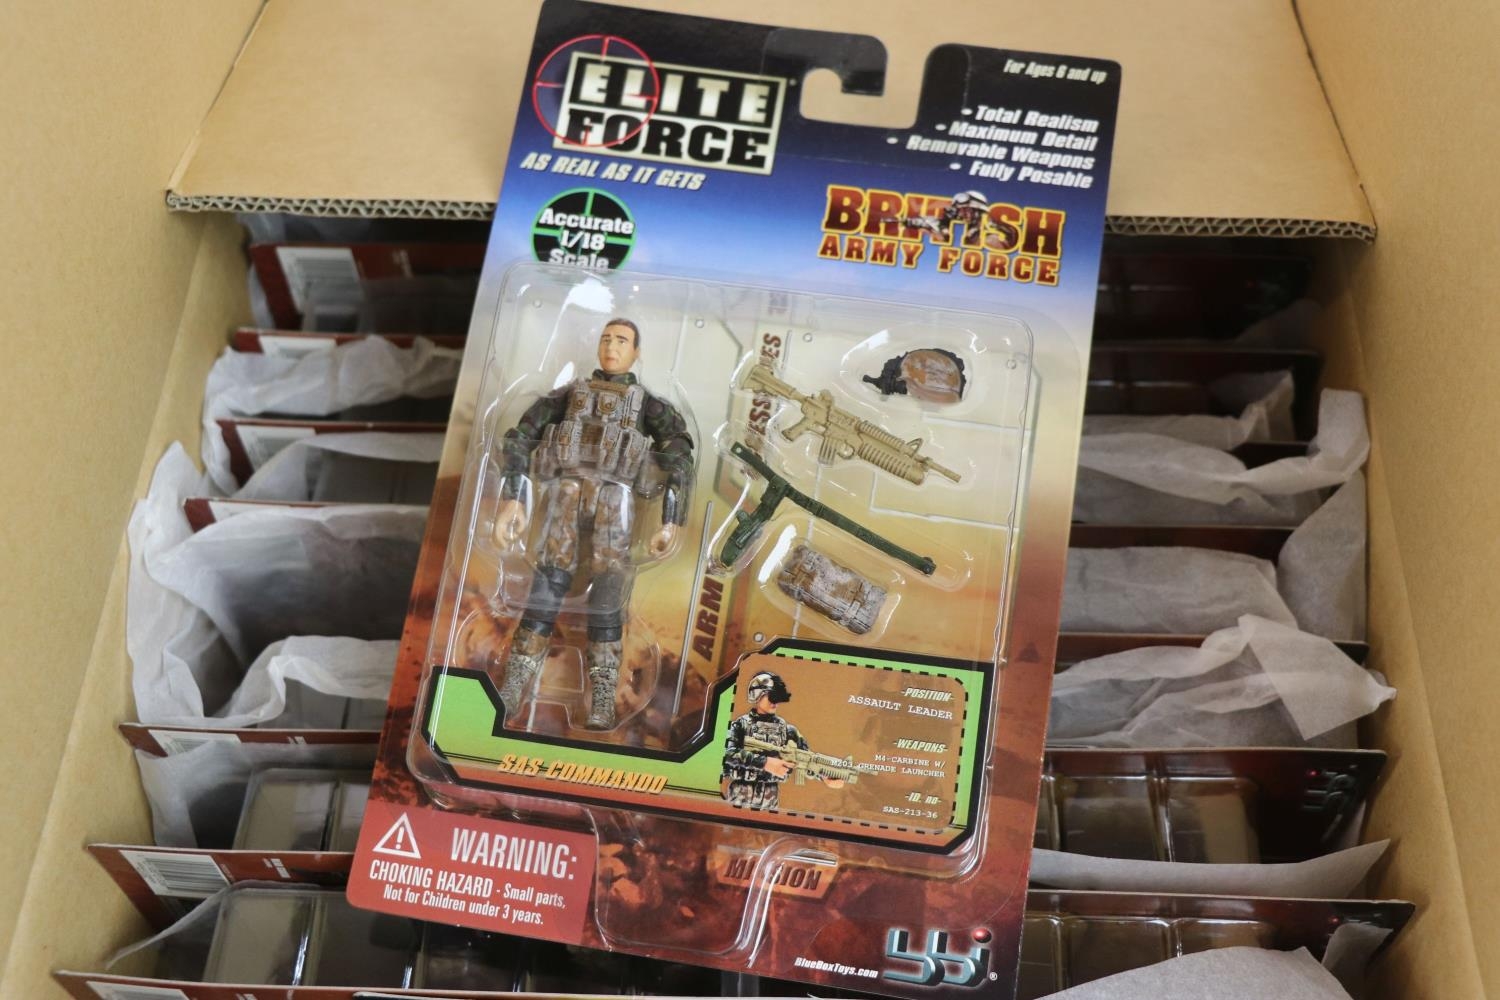 ELITE
FORCE
AS REAL AS IT GETS
For Ages 6 and up
- Total Realism
- Maximum Detail
- Removable Weapons
- Fully Posable
Accurate
1/18
Scale
BRITISH
ARMY FORCE
ARM
-POSITION-
ASSAULT LEADER
-WEAPONS-
M4-CARBINE W/
M203 GRENADE LAUNCHER
-ID. no-
SAS-213-36
SAS COMMANDO
WARNING:
CHOKING HAZARD - Small parts,
Not for Children under 3 years.
MISSION
BlueBoxToys.com
bbi